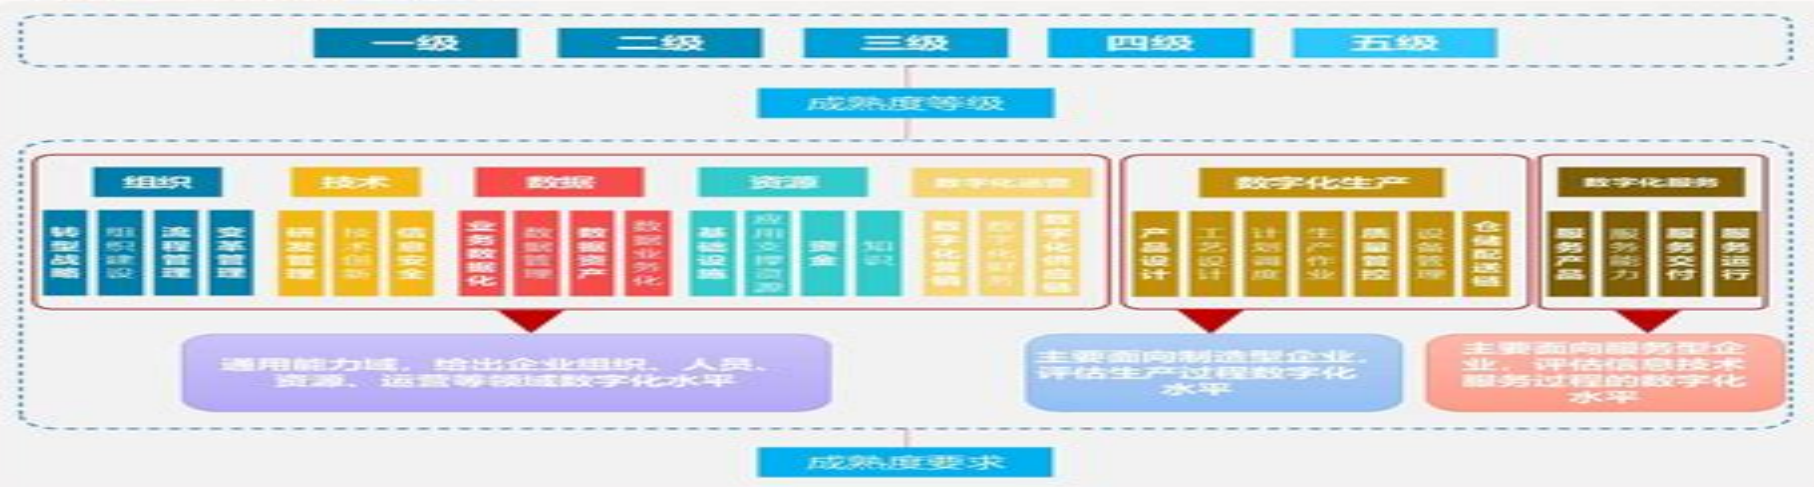 一级 二级 三级 四级 五级
成熟度等级
组织 技术 数据 资源 数字化运营 数字化生产 数字化服务
转型战略 组织建设 流程管理 变革管理 研发管理 技术创新 信息安全 业务数据化 数据管理 数据资产 数据业务化 基础设施 应用支撑资源 资金 知识 数字化营销 数字化财务 数字化供应链 产品设计 工艺设计 计划调度 生产作业 质量管控 设备管理 仓储配送链 服务产品 服务能力 服务交付 服务运行
通用能力域，给出企业组织、人员、
资源、运营等领域数字化水平
主要面向制造型企业，
评估生产过程数字化
水平
主要面向服务型企
业，评估信息技术
服务过程的数字化
水平
成熟度要求